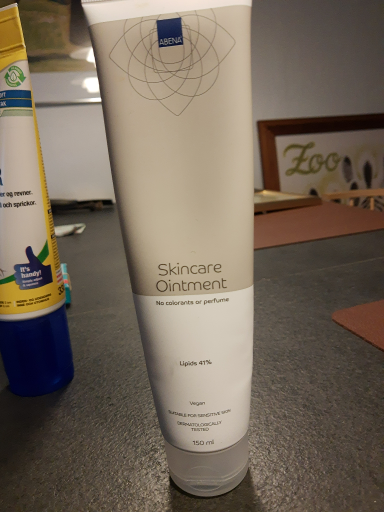 ABENA
Skincare
Ointment
No colorants or perfume
Lipids 41%
Vegan
SUITABLE FOR SENSITIVE SKIN
DERMATOLOGICALLY
TESTED
150 ml
er og revner.
l och sprickor.
It's
handy!
Zoo